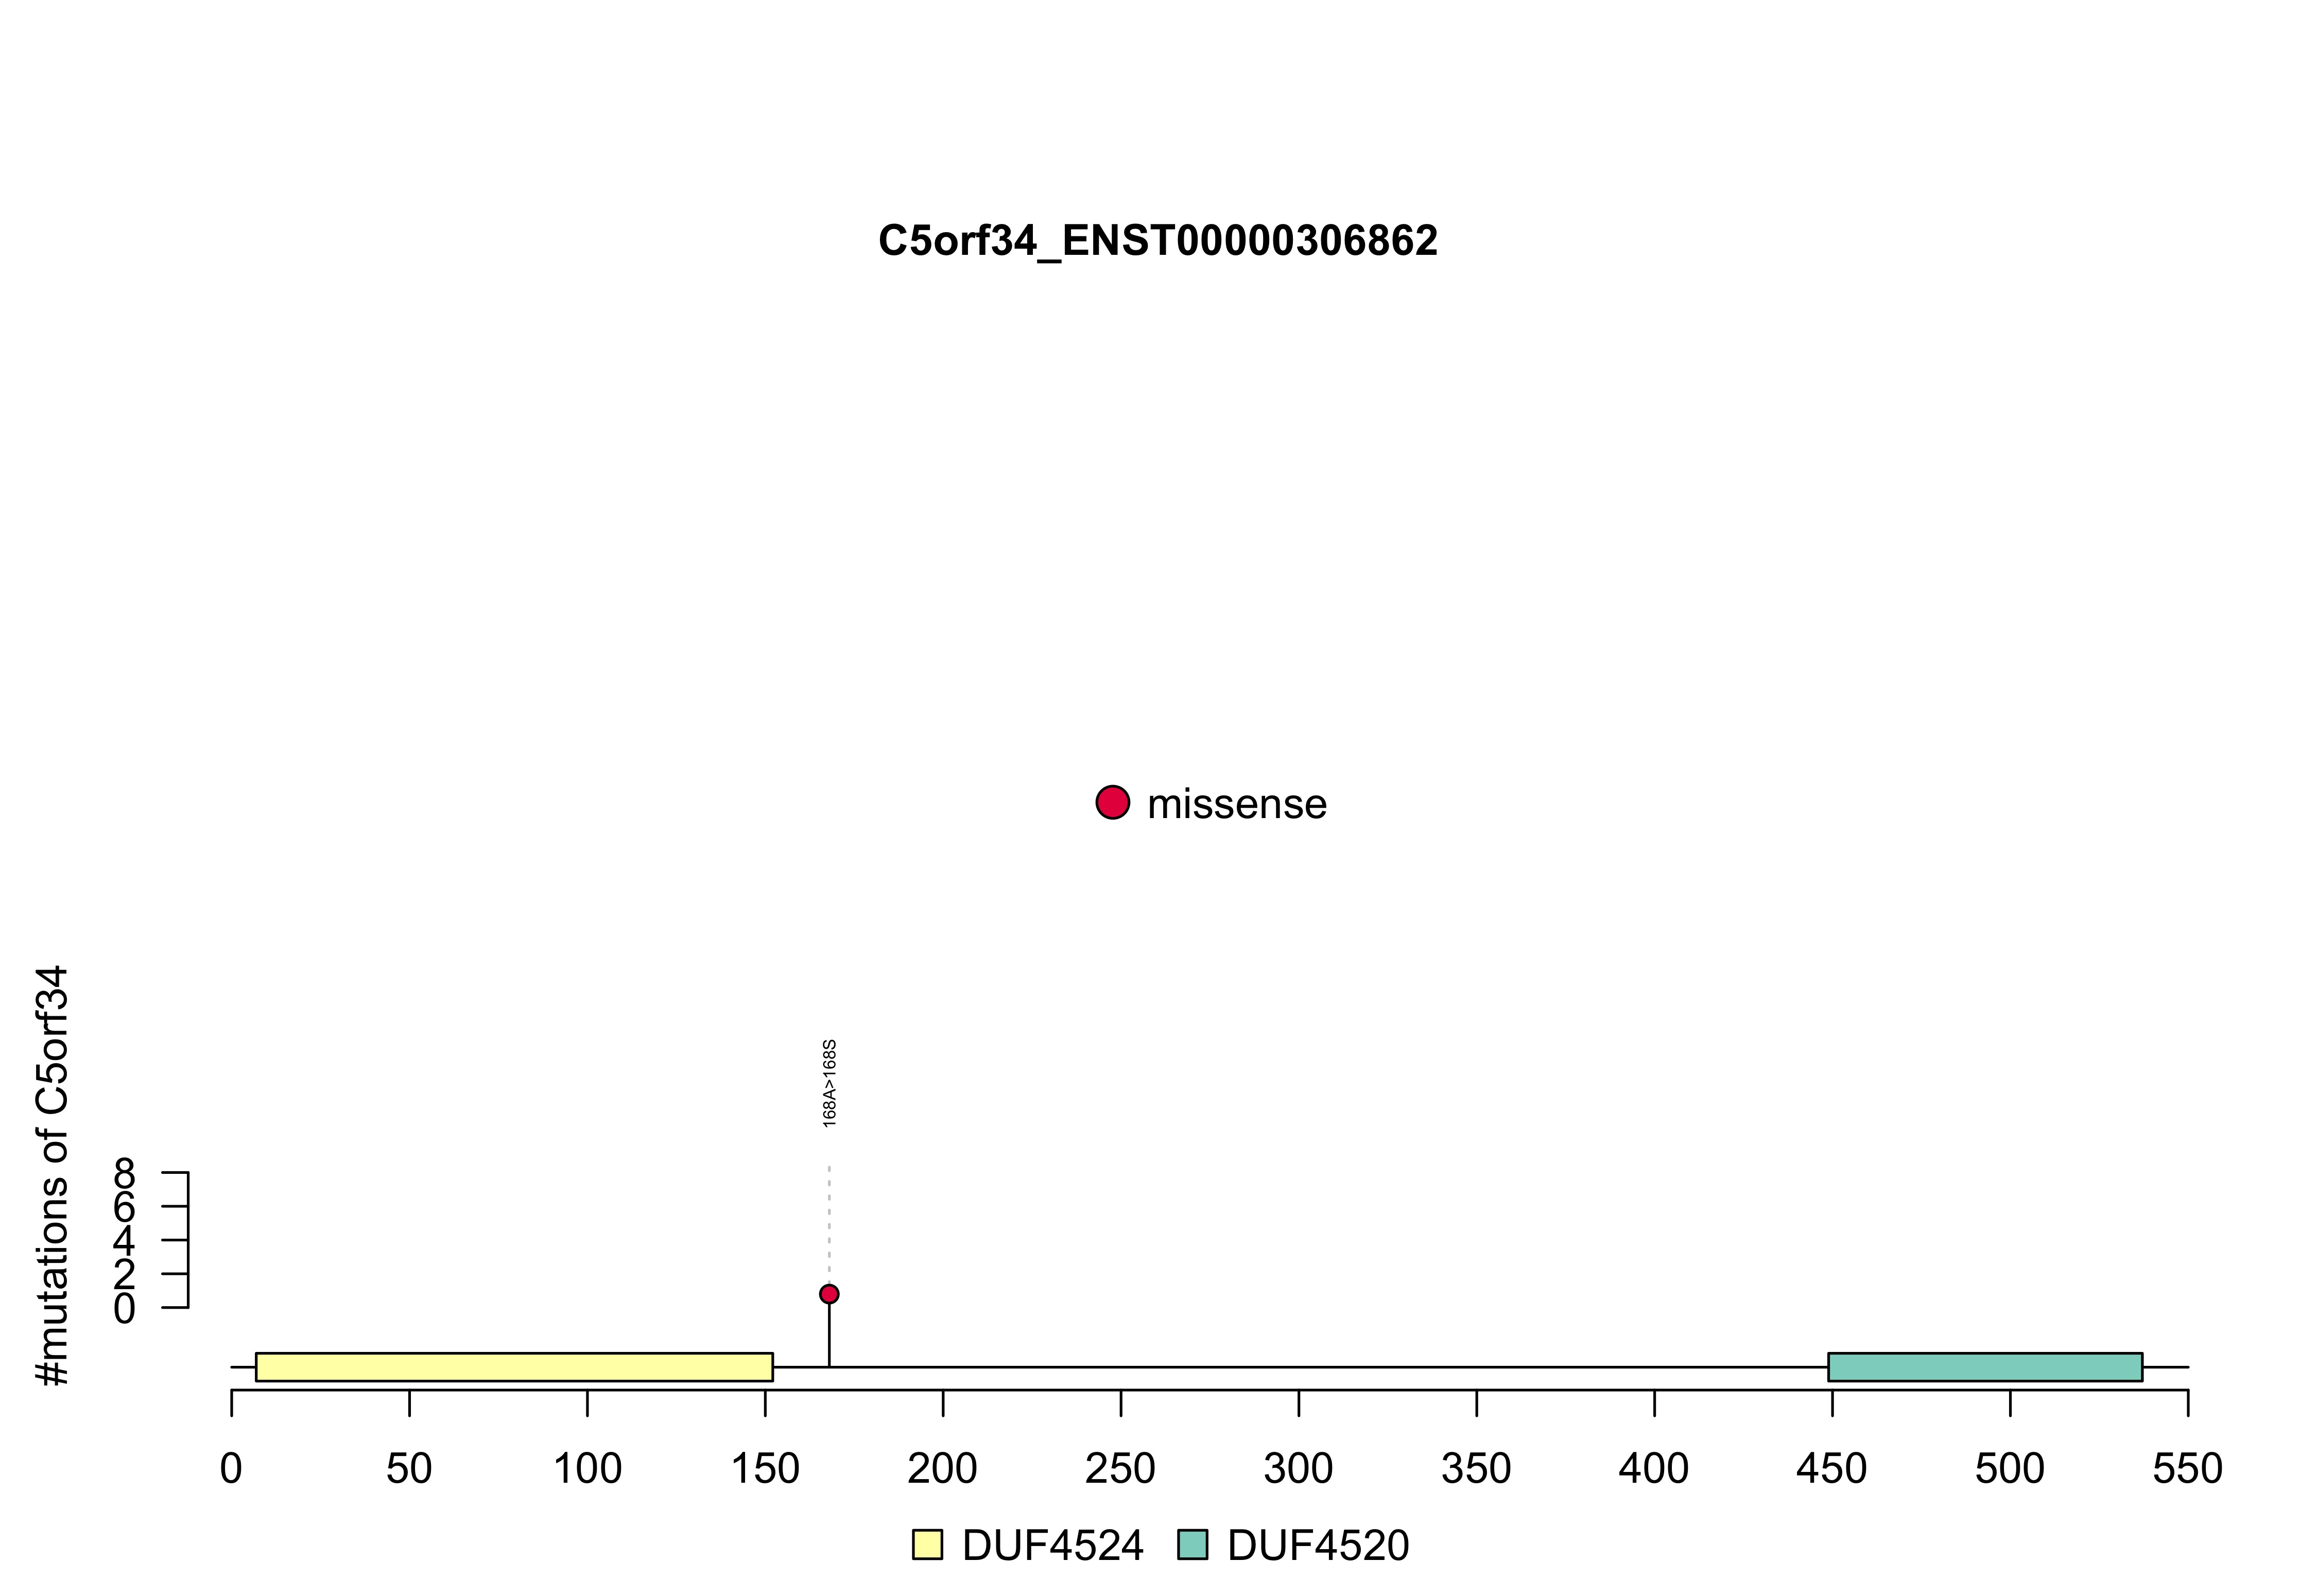 C5orf34_ENST00000306862
missense
#mutations of C5orf34
168A>168S
8
6
4
2
0
0 50 100 150 200 250 300 350 400 450 500 550
DUF4524 DUF4520